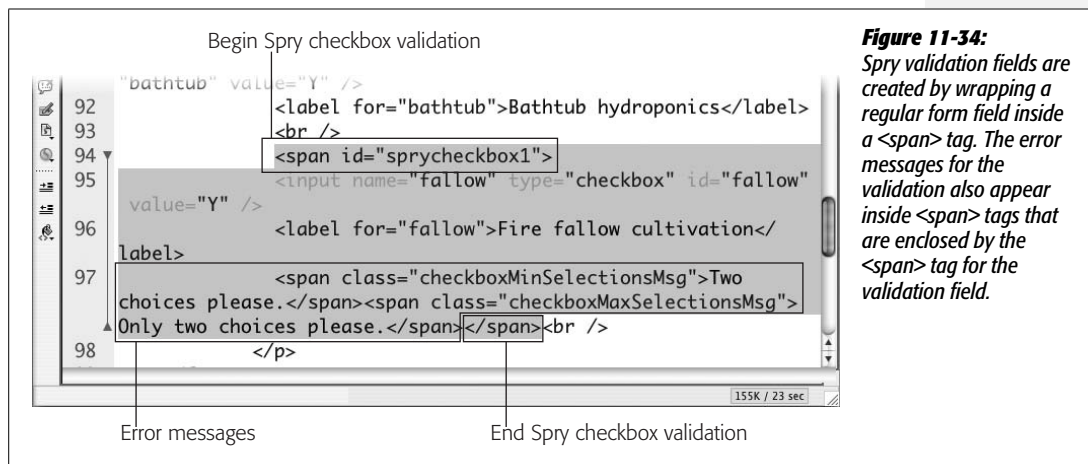 Begin Spry checkbox validation
"bathtub" value="Y" />
92 <label for="bathtub">Bathtub hydroponics</label>
93 <br />
94 <span id="sprycheckbox1">
95 <input name="fallow" type="checkbox" id="fallow"
value="Y" />
96 <label for="fallow">Fire fallow cultivation</
label>
97 <span class="checkboxMinSelectionsMsg">Two
choices please.</span><span class="checkboxMaxSelectionsMsg">
Only two choices please.</span></span><br />
98 </p>
155K / 23 sec
Error messages
End Spry checkbox validation
Figure 11-34:
Spry validation fields are
created by wrapping a
regular form field inside
a <span> tag. The error
messages for the
validation also appear
inside <span> tags that
are enclosed by the
<span> tag for the
validation field.